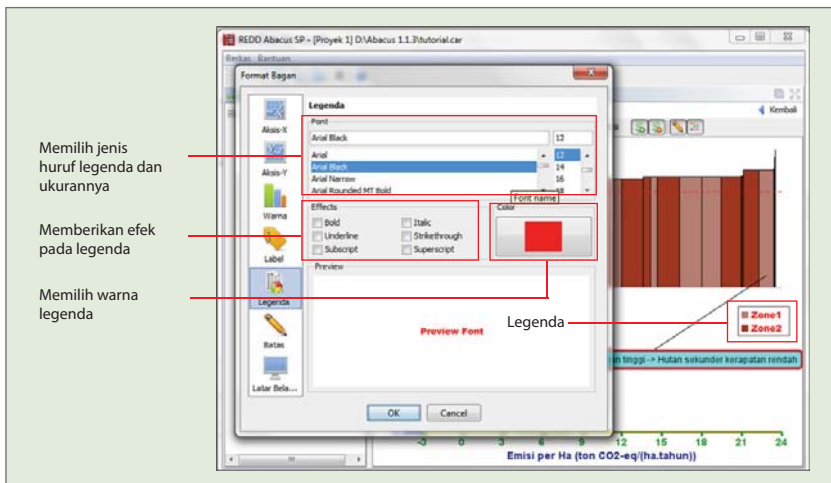 REDD Abacus SP - [Proyek 1] D:\Abacus 1.1.3\tutorial.car
Berkas Bantuan
Format Bagan
Kembali
Aksis-X
Aksis-Y
Warna
Label
Legenda
Batas
Latar Bela...
Legenda
Font
Arial Black
12
Arial
Arial Black
Arial Narrow
Arial Rounded MT Bold
12
14
16
18
Font name
Effects
Bold
Italic
Underline
Strikethrough
Subscript
Superscript
Color
Preview
Preview Font
OK
Cancel
Memilih jenis
huruf legenda dan
ukurannya
Memberikan efek
pada legenda
Memilih warna
legenda
Legenda
Zone1
Zone2
tinggi -> Hutan sekunder kerapatan rendah
-3 0 3 6 9 12 15 18 21 24
Emisi per Ha (ton CO2-eq/(ha.tahun))